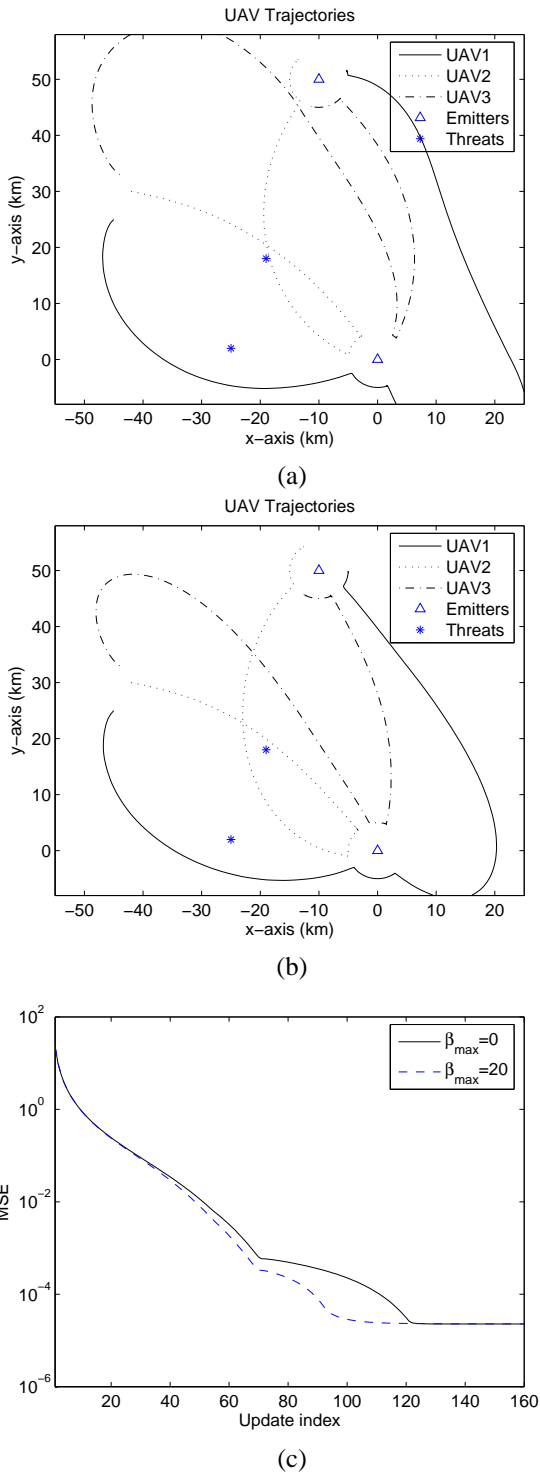 UAV Trajectories
UAV1
UAV2
UAV3
Emitters
Threats
50
40
30
20
10
0
y−axis (km)
−50 −40 −30 −20 −10 0 10 20
x−axis (km)
(a)
UAV Trajectories
UAV1
UAV2
UAV3
Emitters
Threats
50
40
30
20
10
0
y−axis (km)
−50 −40 −30 −20 −10 0 10 20
x−axis (km)
(b)
10^2
10^0
10^−2
10^−4
10^−6
MSE
β_max=0
β_max=20
20 40 60 80 100 120 140 160
Update index
(c)